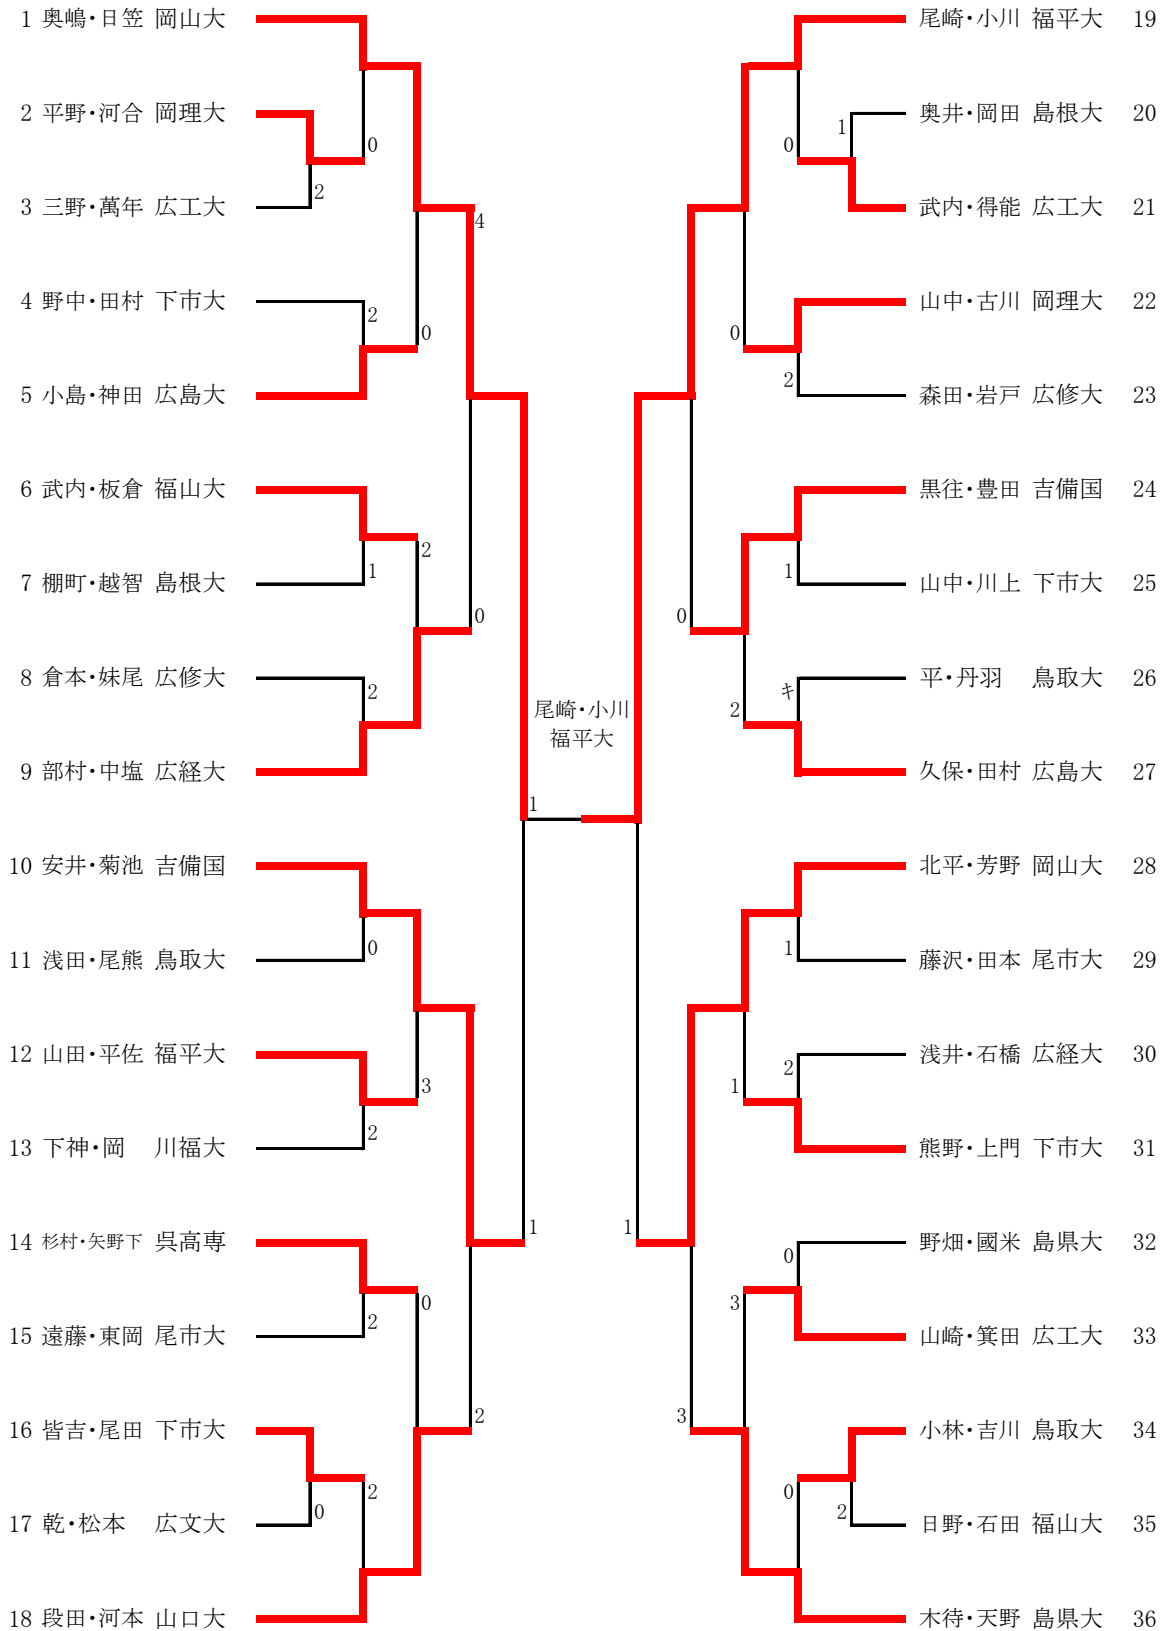 1 奥嶋・日笠 岡山大
2 平野・河合 岡理大
0
2
3 三野・萬年 広工大
4
4 野中・田村 下市大
2
0
5 小島・神田 広島大
6 武内・板倉 福山大
2
1
7 棚町・越智 島根大
0
8 倉本・妹尾 広修大
2
9 部村・中塩 広経大
1
10 安井・菊池 吉備国
0
11 浅田・尾熊 鳥取大
12 山田・平佐 福平大
3
2
13 下神・岡 川福大
1
14 杉村・矢野下 呉高専
0
2
15 遠藤・東岡 尾市大
2
16 皆吉・尾田 下市大
2
0
17 乾・松本 広文大
18 段田・河本 山口大
尾崎・小川
福平大
尾崎・小川 福平大 19
奥井・岡田 島根大 20
1
0
武内・得能 広工大 21
山中・古川 岡理大 22
0
2
森田・岩戸 広修大 23
黒往・豊田 吉備国 24
1
山中・川上 下市大 25
0
平・丹羽 鳥取大 26
キ
2
久保・田村 広島大 27
北平・芳野 岡山大 28
1
藤沢・田本 尾市大 29
浅井・石橋 広経大 30
2
1
熊野・上門 下市大 31
1
野畑・國米 島県大 32
0
3
山崎・箕田 広工大 33
3
小林・吉川 鳥取大 34
0
2
日野・石田 福山大 35
木待・天野 島県大 36